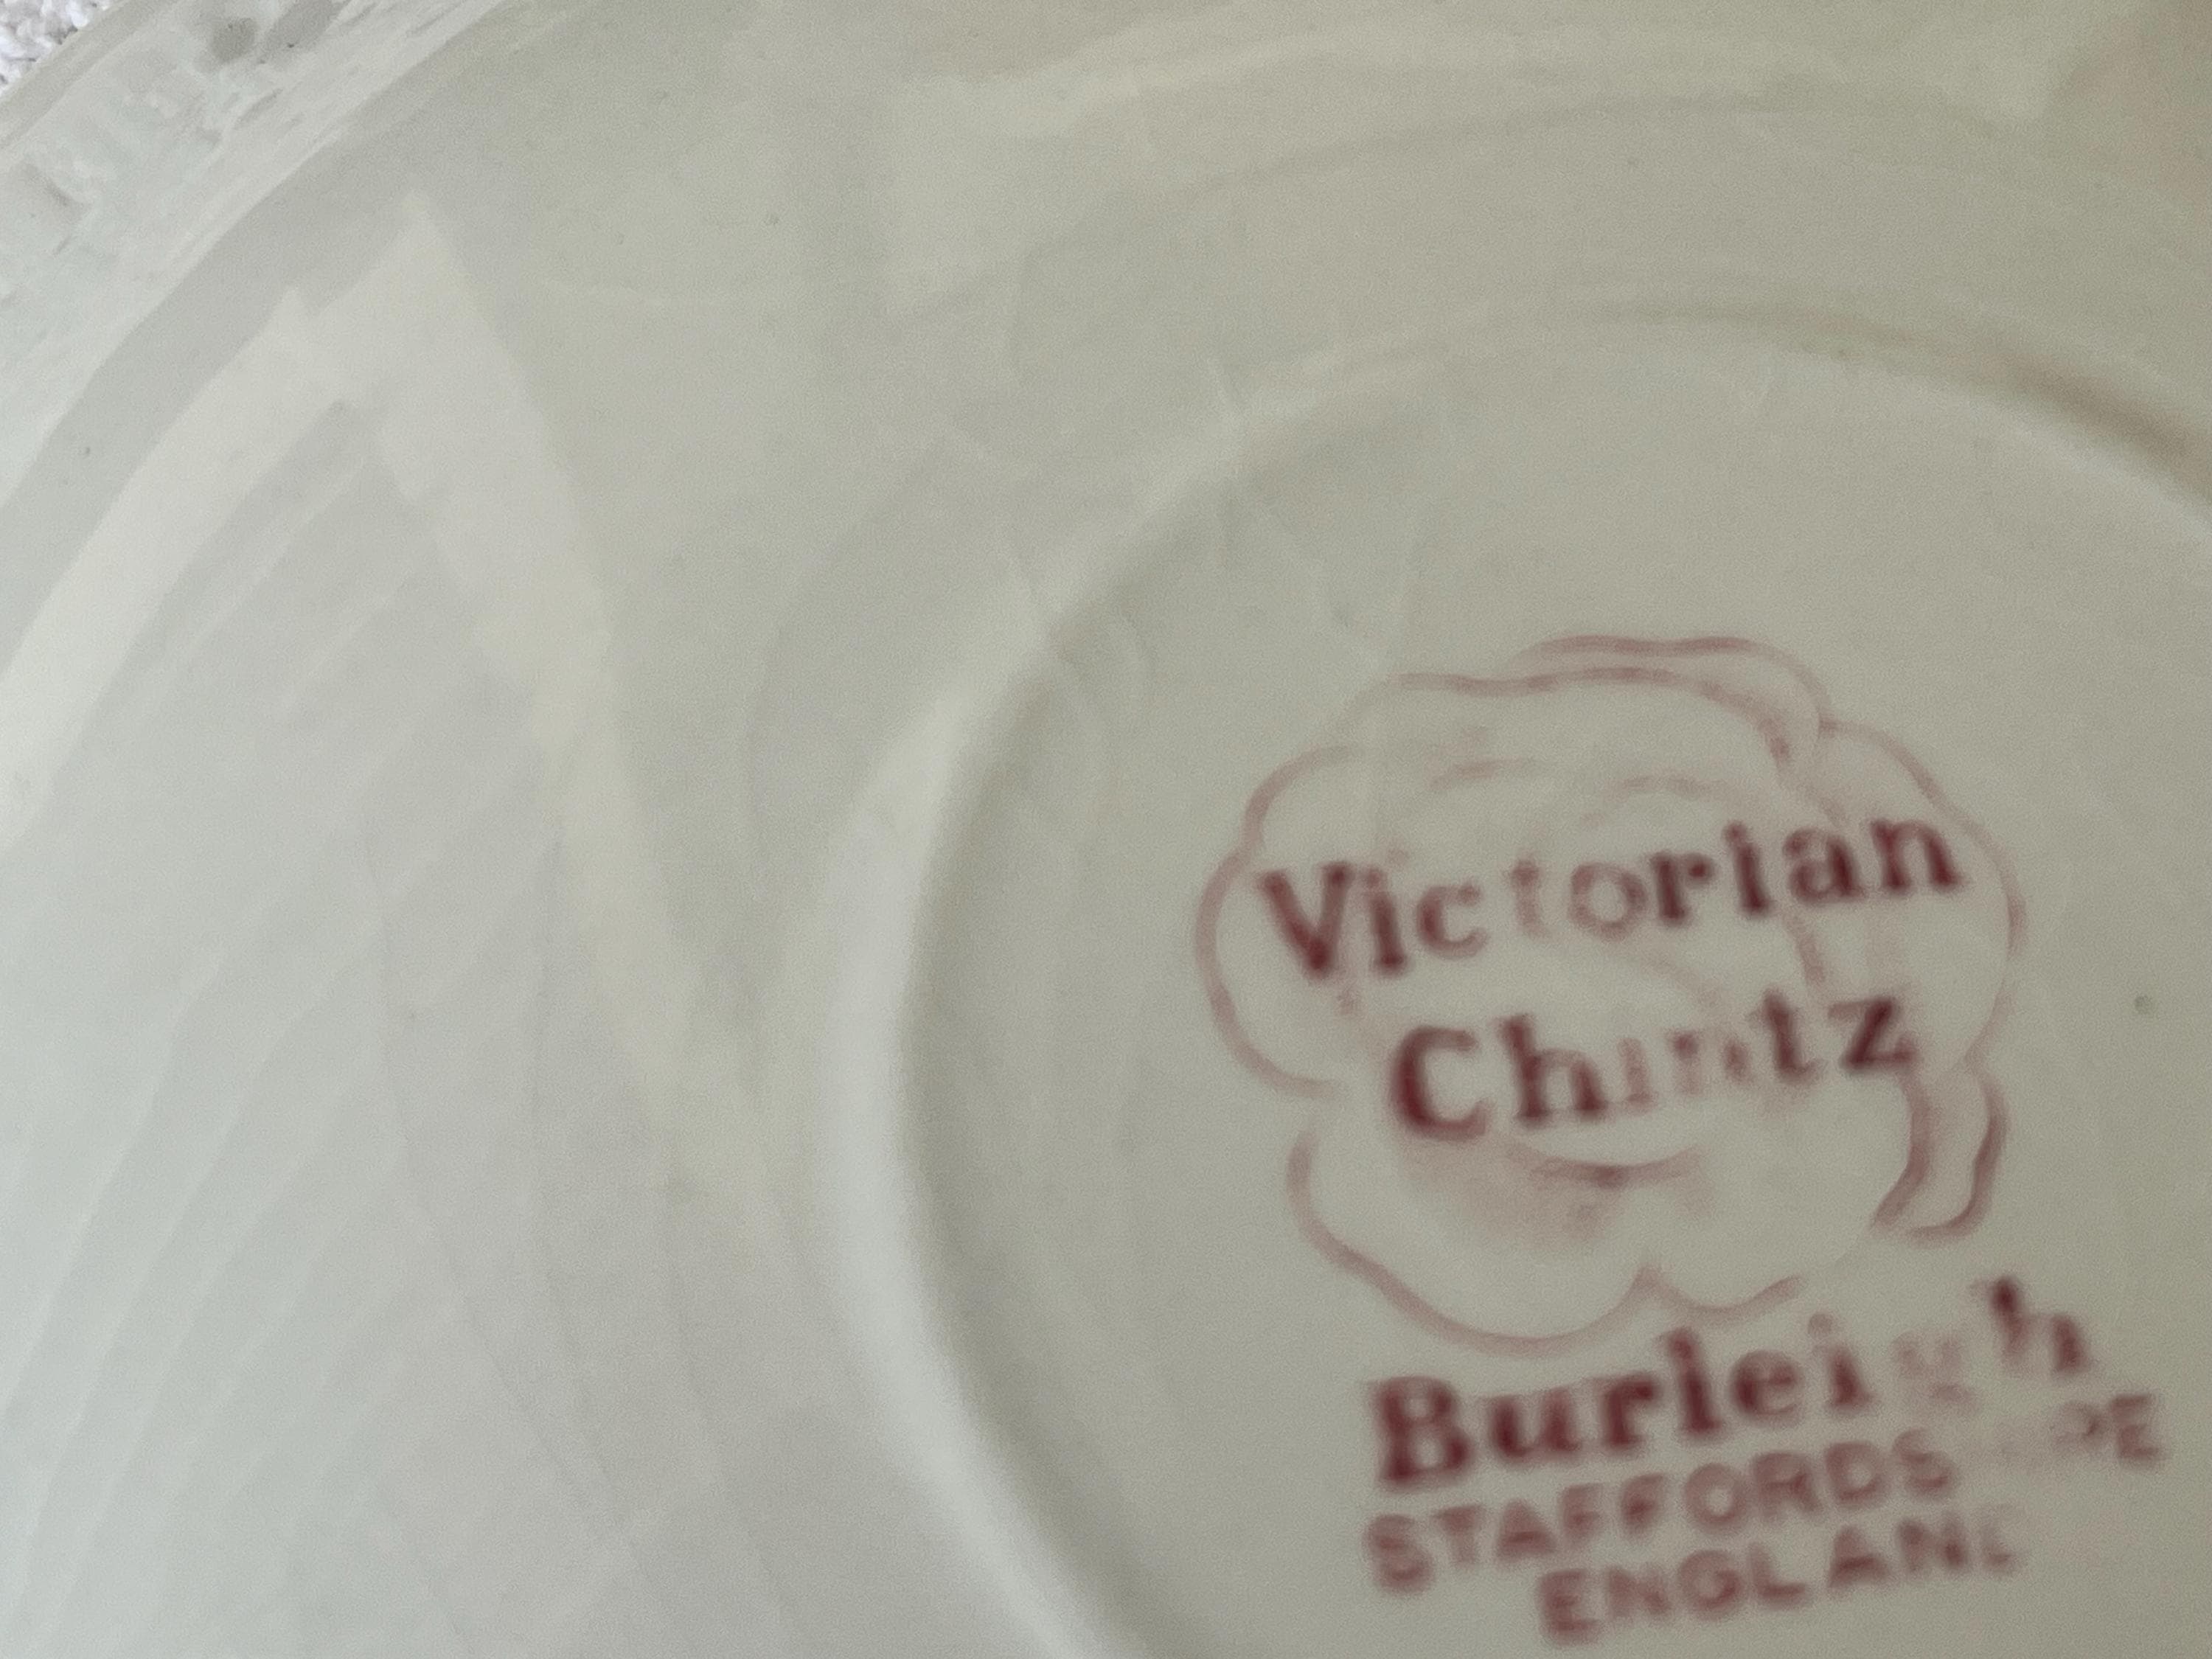 Victorian
Chintz
Burleigh
STAFFORDSHIRE
ENGLAND